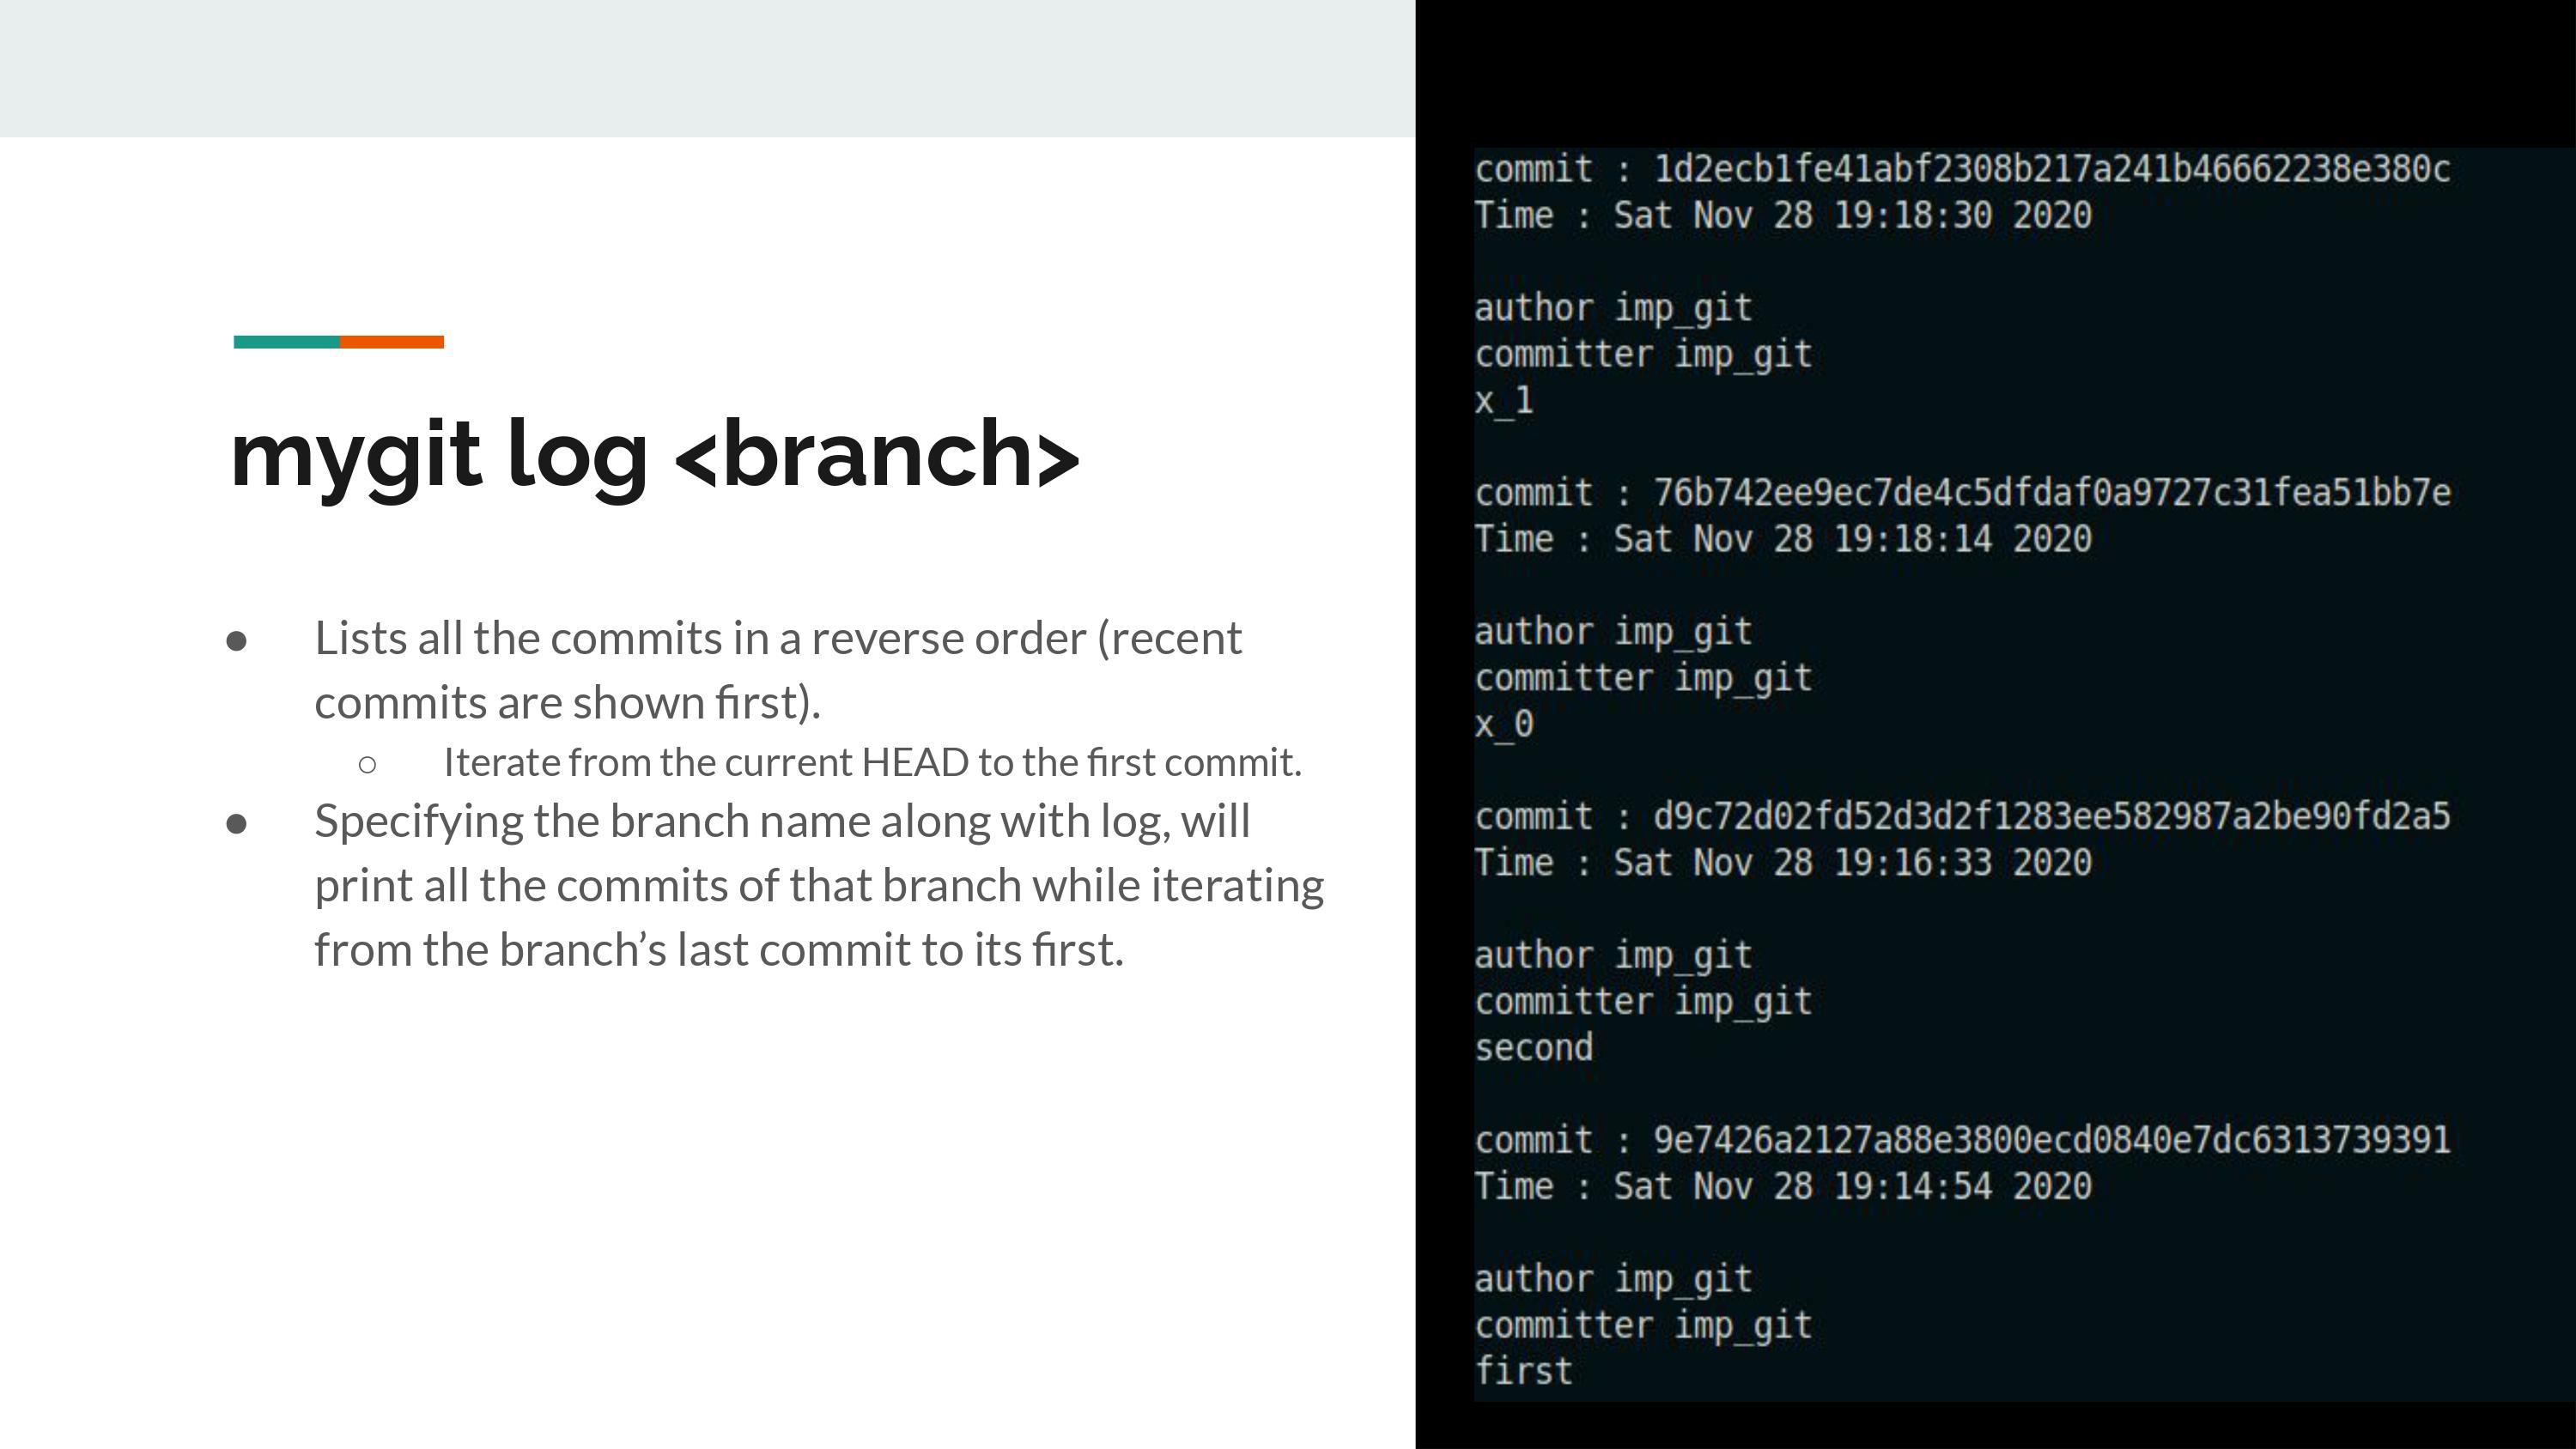 mygit log <branch>
● Lists all the commits in a reverse order (recent
commits are shown first).
○ Iterate from the current HEAD to the first commit.
● Specifying the branch name along with log, will
print all the commits of that branch while iterating
from the branch’s last commit to its first.
commit : 1d2ecb1fe41abf2308b217a241b46662238e380c
Time : Sat Nov 28 19:18:30 2020
author imp_git
committer imp_git
x_1
commit : 76b742ee9ec7de4c5dfdaf0a9727c31fea51bb7e
Time : Sat Nov 28 19:18:14 2020
author imp_git
committer imp_git
x_0
commit : d9c72d02fd52d3d2f1283ee582987a2be90fd2a5
Time : Sat Nov 28 19:16:33 2020
author imp_git
committer imp_git
second
commit : 9e7426a2127a88e3800ecd0840e7dc6313739391
Time : Sat Nov 28 19:14:54 2020
author imp_git
committer imp_git
first